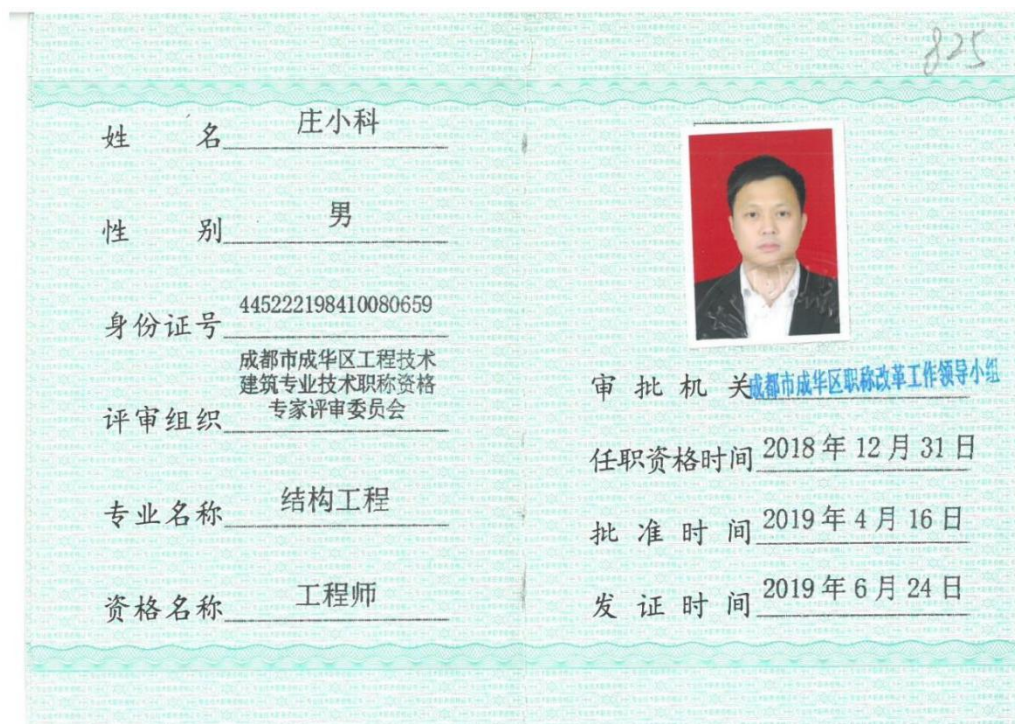 825
姓名 庄小科
性别 男
身份证号 445222198410080659
成都市成华区工程技术
建筑专业技术职称资格
评审组织 专家评审委员会
专业名称 结构工程
资格名称 工程师
审批机关 成都市成华区职称改革工作领导小组
任职资格时间 2018年12月31日
批准时间 2019年4月16日
发证时间 2019年6月24日